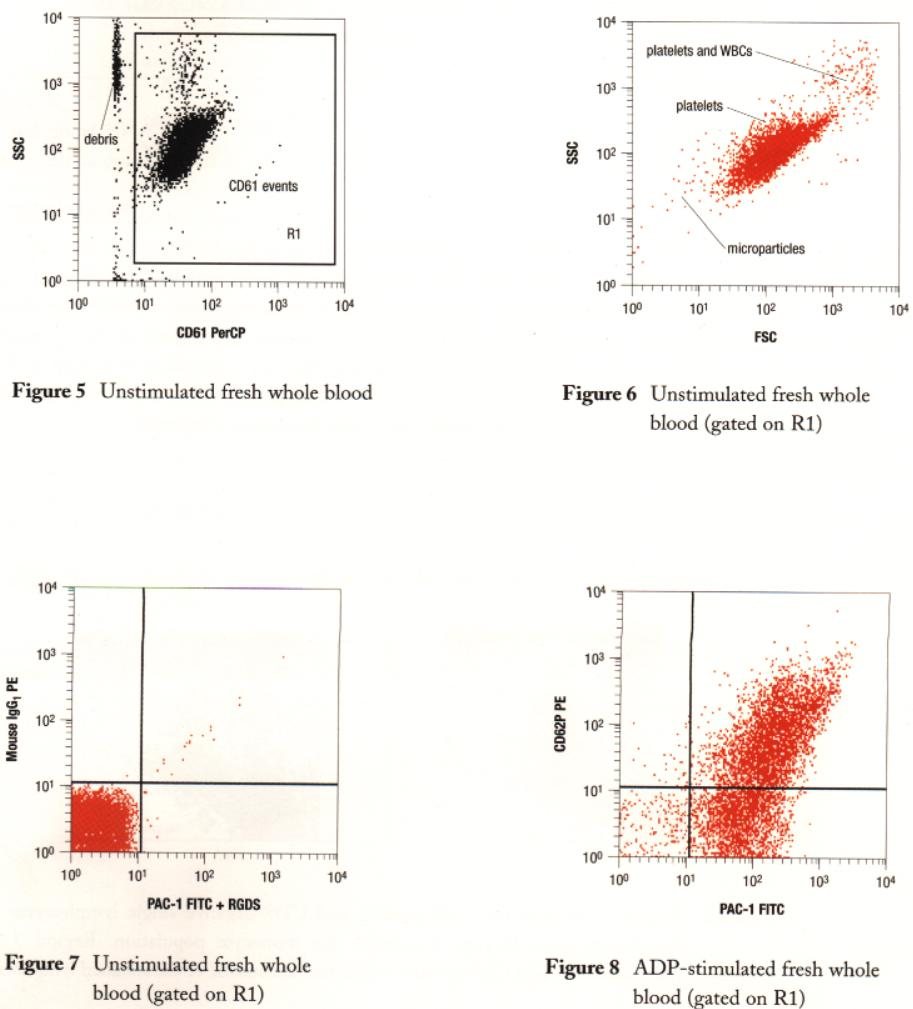 10⁴
10³
10²
10¹
10⁰
SSC
debris
CD61 events
R1
10⁰ 10¹ 10² 10³ 10⁴
CD61 PerCP
Figure 5 Unstimulated fresh whole blood
10⁴
10³
10²
10¹
10⁰
SSC
platelets and WBCs
platelets
microparticles
10⁰ 10¹ 10² 10³ 10⁴
FSC
Figure 6 Unstimulated fresh whole
blood (gated on R1)
10⁴
10³
10²
10¹
10⁰
Mouse IgG₁ PE
10⁰ 10¹ 10² 10³ 10⁴
PAC-1 FITC + RGDS
Figure 7 Unstimulated fresh whole
blood (gated on R1)
10⁴
10³
10²
10¹
10⁰
CD62P PE
10⁰ 10¹ 10² 10³ 10⁴
PAC-1 FITC
Figure 8 ADP-stimulated fresh whole
blood (gated on R1)